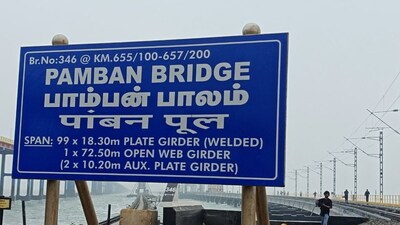 Br.No:346 @ KM.655/100-657/200
PAMBAN BRIDGE
பாம்பன் பாலம்
पांबन पूल
SPAN: 99 x 18.30m PLATE GIRDER (WELDED)
1 x 72.50m OPEN WEB GIRDER
(2 x 10.20m AUX. PLATE GIRDER)